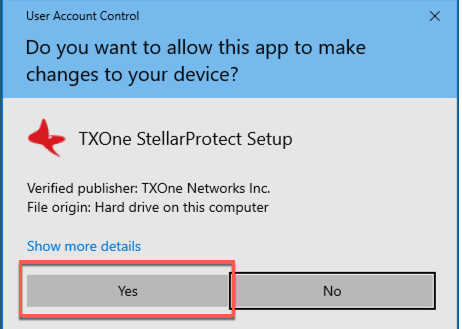 User Account Control
Do you want to allow this app to make
changes to your device?
TXOne StellarProtect Setup
Verified publisher: TXOne Networks Inc.
File origin: Hard drive on this computer
Show more details
Yes
No